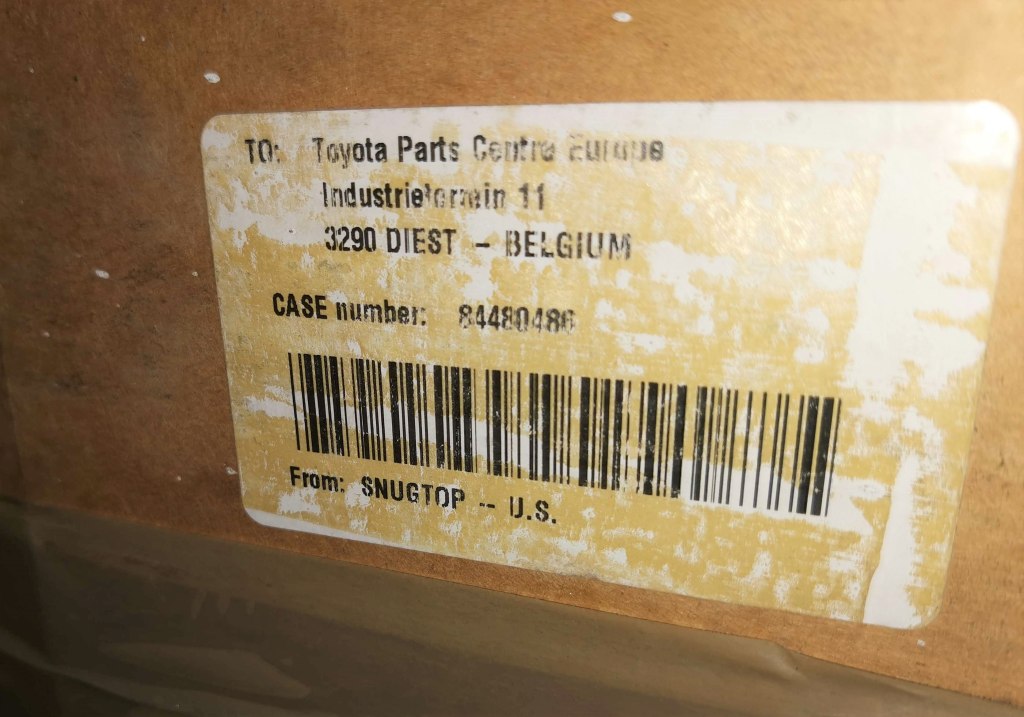 TO: Toyota Parts Centre Europe
Industrieterrein 11
3290 DIEST - BELGIUM
CASE number: 84480486
From: SNUGTOP -- U.S.